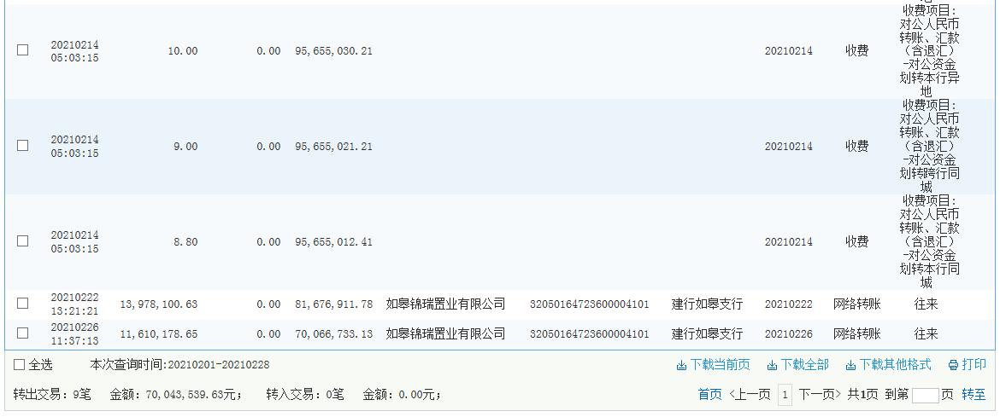 收费项目:
对公人民币
转账、汇款
（含退汇）
-对公资金
划转本行异
地
20210214
05:03:15
10.00
0.00
95,655,030.21
20210214
收费
收费项目:
对公人民币
转账、汇款
（含退汇）
-对公资金
划转跨行同
城
20210214
05:03:15
9.00
0.00
95,655,021.21
20210214
收费
收费项目:
对公人民币
转账、汇款
（含退汇）
-对公资金
划转本行同
城
20210214
05:03:15
8.80
0.00
95,655,012.41
20210214
收费
20210222
13:21:21
13,978,100.63
0.00
81,676,911.78
如皋锦瑞置业有限公司
32050164723600004101
建行如皋支行
20210222
网络转账
往来
20210226
11:37:13
11,610,178.65
0.00
70,066,733.13
如皋锦瑞置业有限公司
32050164723600004101
建行如皋支行
20210226
网络转账
往来
全选 本次查询时间:20210201-20210228 下载当前页 下载全部 下载其他格式 打印
转出交易：9笔 金额：70,043,539.63元； 转入交易：0笔 金额：0.00元； 首页 <上一页 1 下一页> 共1页 到第 页 转至